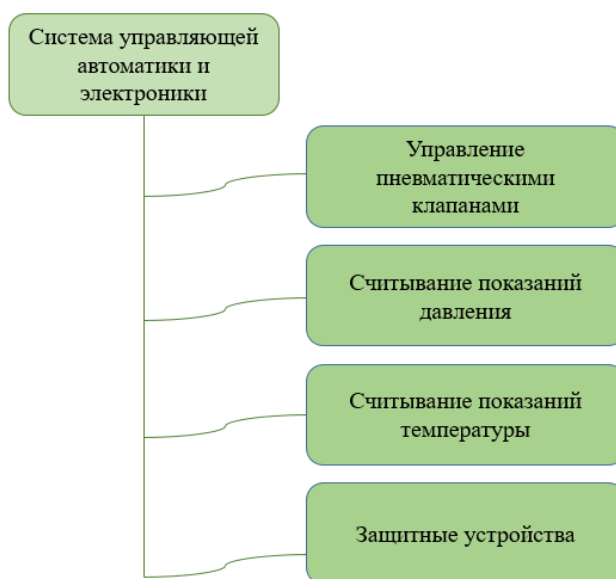 Система управляющей
автоматики и
электроники
Управление
пневматическими
клапанами
Считывание показаний
давления
Считывание показаний
температуры
Защитные устройства